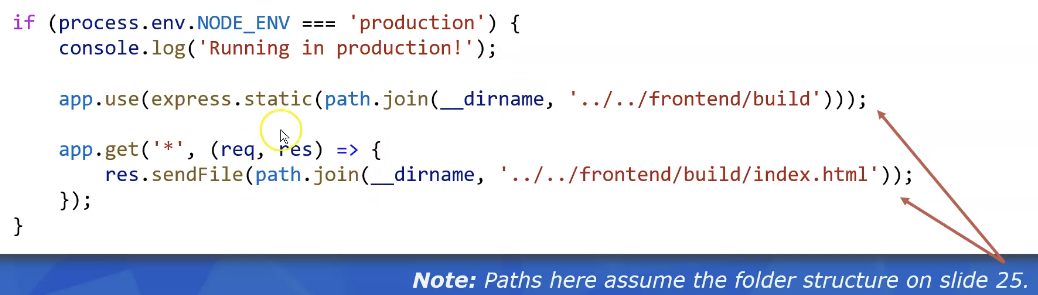 if (process.env.NODE_ENV === 'production') {
console.log('Running in production!');
app.use(express.static(path.join(__dirname, '../../frontend/build')));
app.get('*', (req, res) => {
res.sendFile(path.join(__dirname, '../../frontend/build/index.html'));
});
}
Note: Paths here assume the folder structure on slide 25.